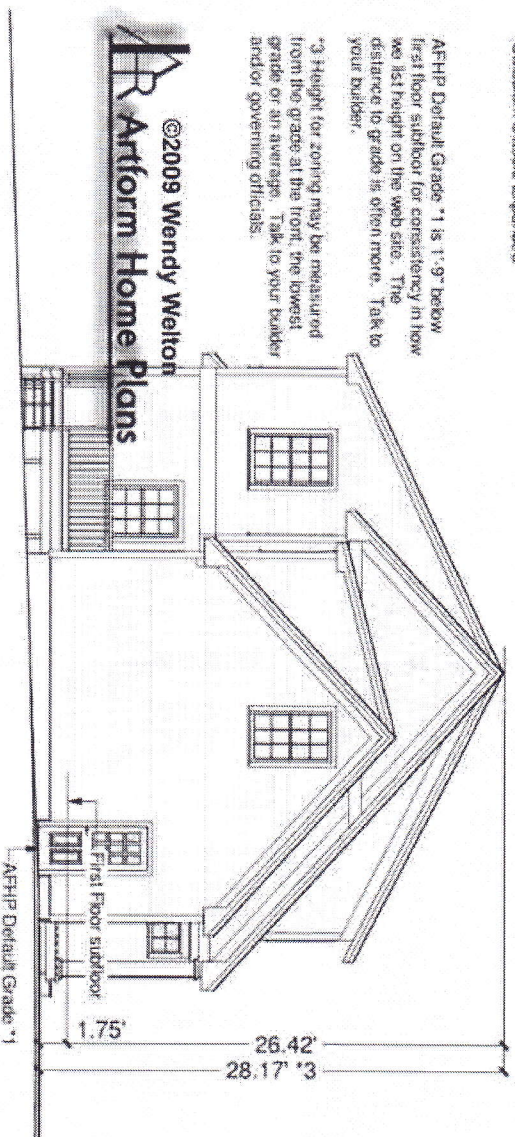 AFHP Default Grade *1 is 1'-9" below
first floor subfloor for consistency in how
we list height on the web site. The
distance to grade is often more. Talk to
your builder.
*3 Height for zoning may be measured
from the grade at the front, the lowest
grade or an average. Talk to your builder
and/or governing officials.
©2009 Wendy Welton
Artform Home Plans
First Floor subfloor
AFHP Default Grade *1
1.75'
26.42'
28.17' *3